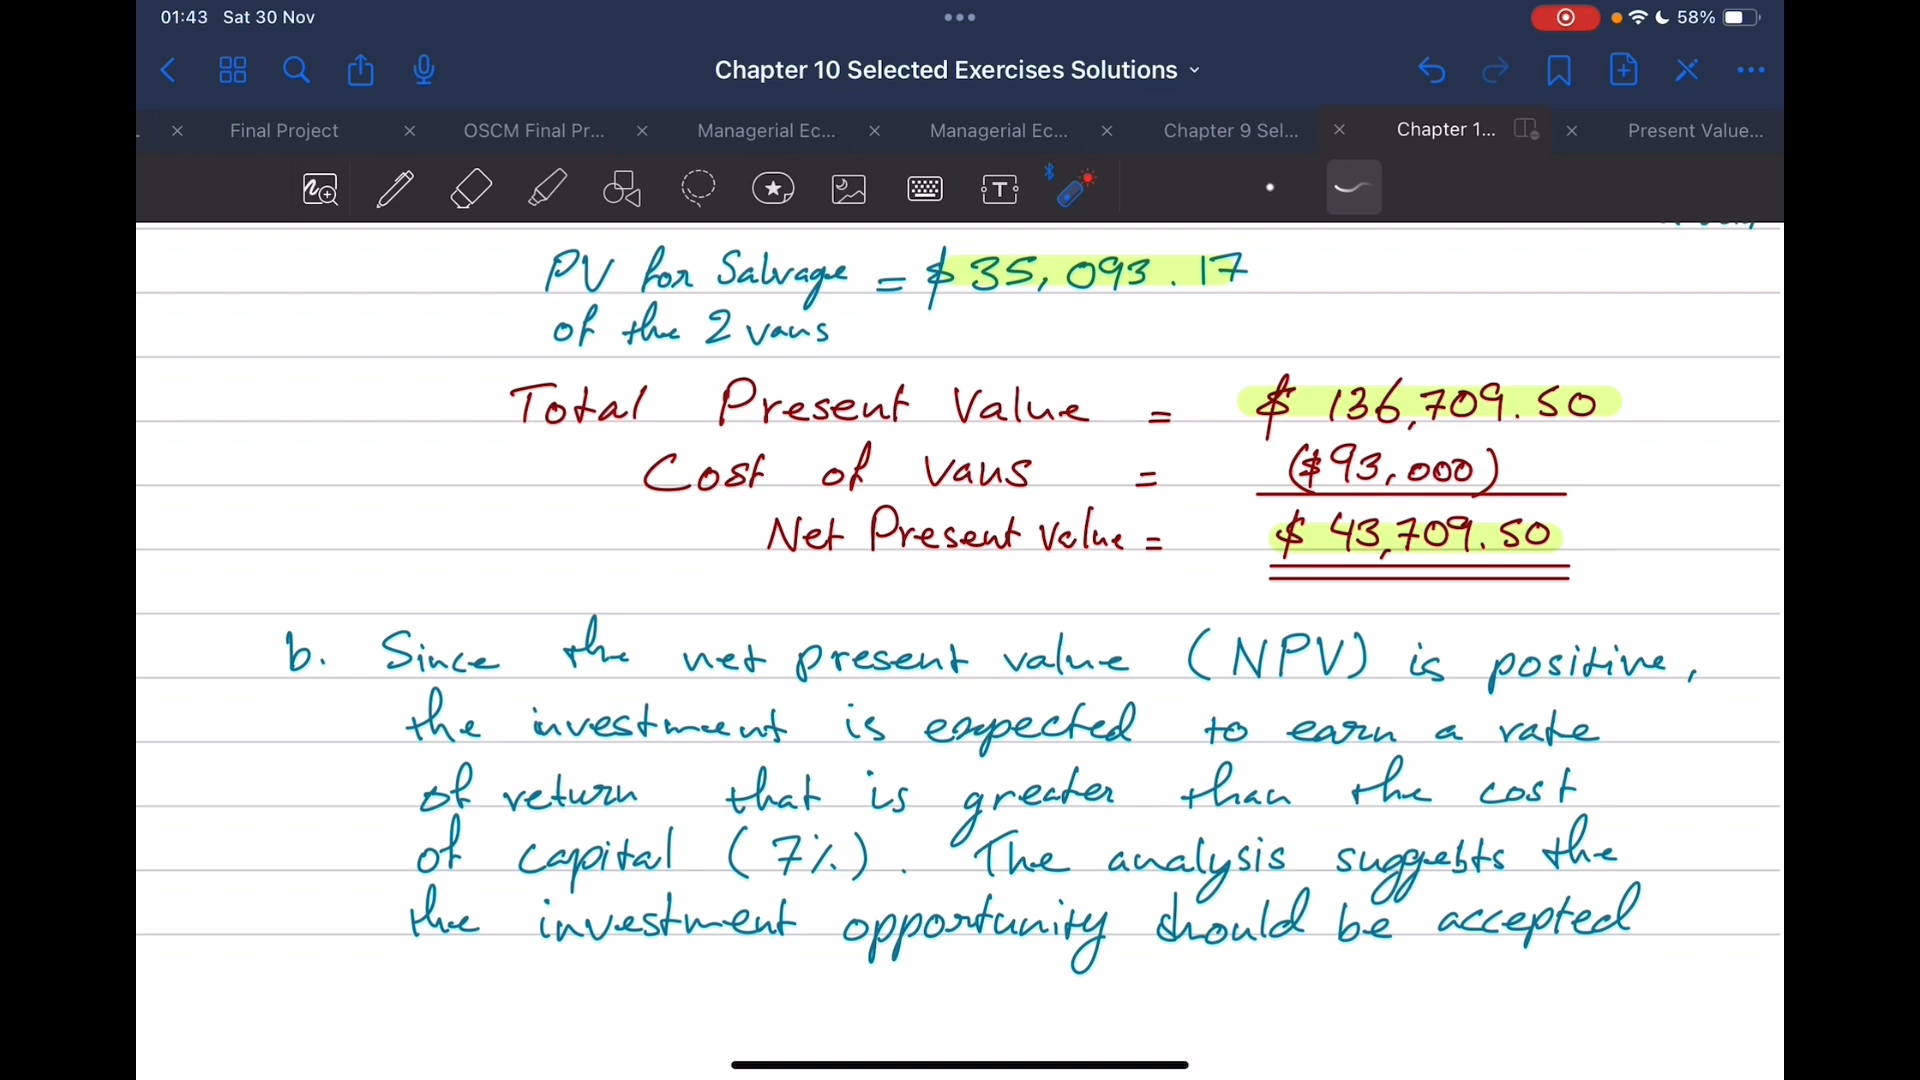 01:43 Sat 30 Nov
58%
Chapter 10 Selected Exercises Solutions
Final Project
OSCM Final Pr...
Managerial Ec...
Managerial Ec...
Chapter 9 Sel...
Chapter 1...
Present Value...
PV for Salvage = $35,093.17
of the 2 vans
Total Present Value = $ 136,709.50
Cost of Vans = ($93,000)
Net Present Value = $ 43,709.50
b. Since the net present value (NPV) is positive,
the investment is expected to earn a rate
of return that is greater than the cost
of capital (7%). The analysis suggests the
the investment opportunity should be accepted